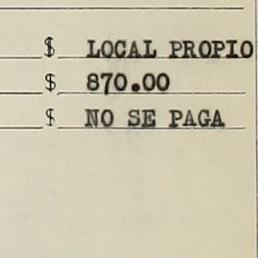 $ LOCAL PROPIO
$ 870.00
$ NO SE PAGA